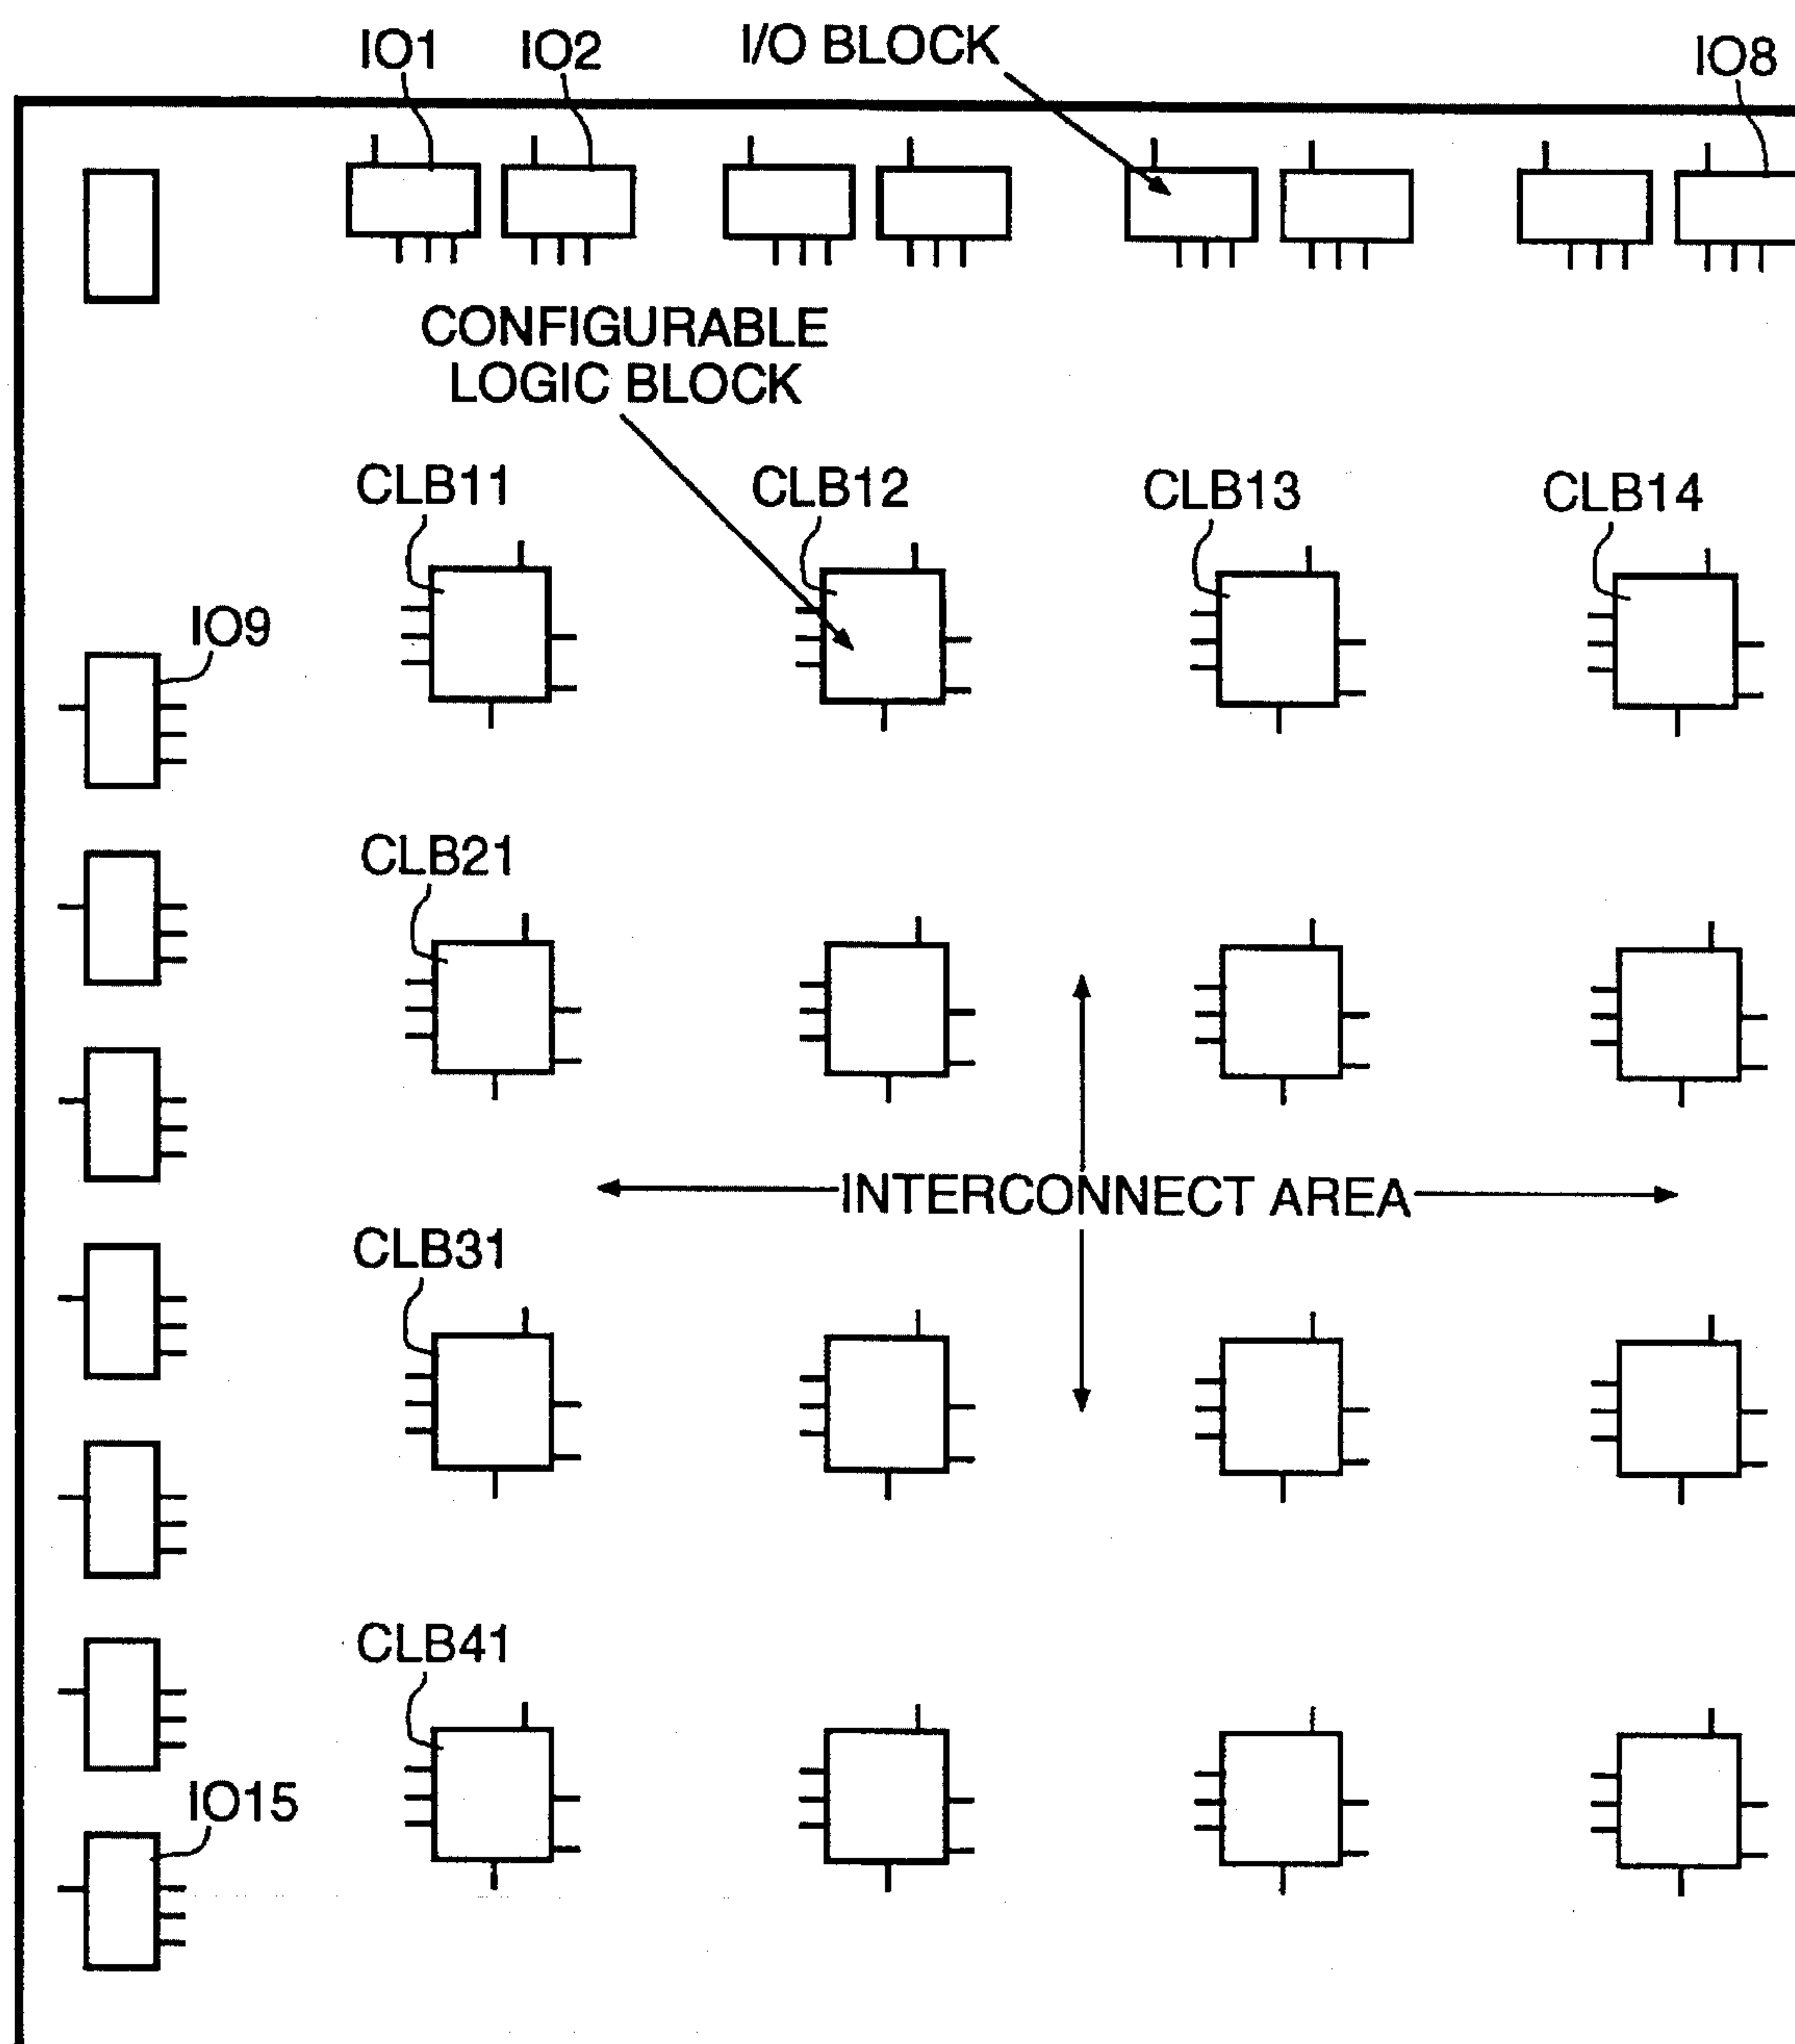 IO1
IO2
I/O BLOCK
IO8
CONFIGURABLE
LOGIC BLOCK
CLB11
CLB12
CLB13
CLB14
IO9
CLB21
INTERCONNECT AREA
CLB31
CLB41
IO15